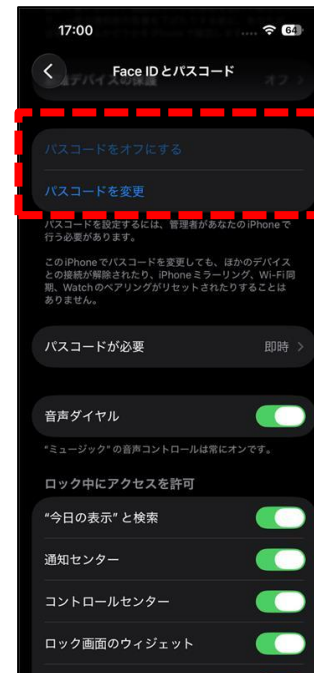 17:00
64
Face IDとパスコード
デバイスの保護 オフ
パスコードをオフにする
パスコードを変更
パスコードを設定するには、管理者があなたのiPhoneで
行う必要があります。
このiPhoneでパスコードを変更しても、ほかのデバイス
との接続が解除されたり、iPhoneミラーリング、Wi-Fi同
期、Watchのペアリングがリセットされたりすることは
ありません。
パスコードが必要 即時
音声ダイヤル
“ミュージック”の音声コントロールは常にオンです。
ロック中にアクセスを許可
“今日の表示”と検索
通知センター
コントロールセンター
ロック画面のウィジェット